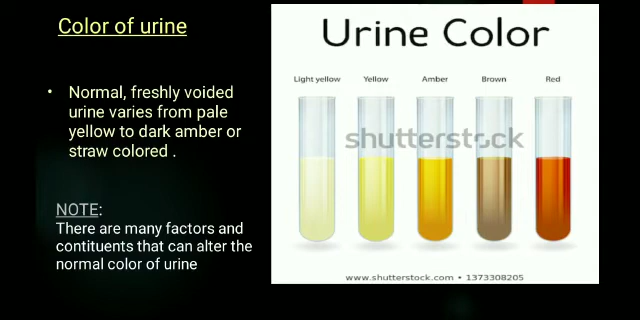 Color of urine
• Normal, freshly voided
urine varies from pale
yellow to dark amber or
straw colored .
NOTE:
There are many factors and
contituents that can alter the
normal color of urine
Urine Color
Light yellow Yellow Amber Brown Red
shutterstock
www.shutterstock.com • 1373308205